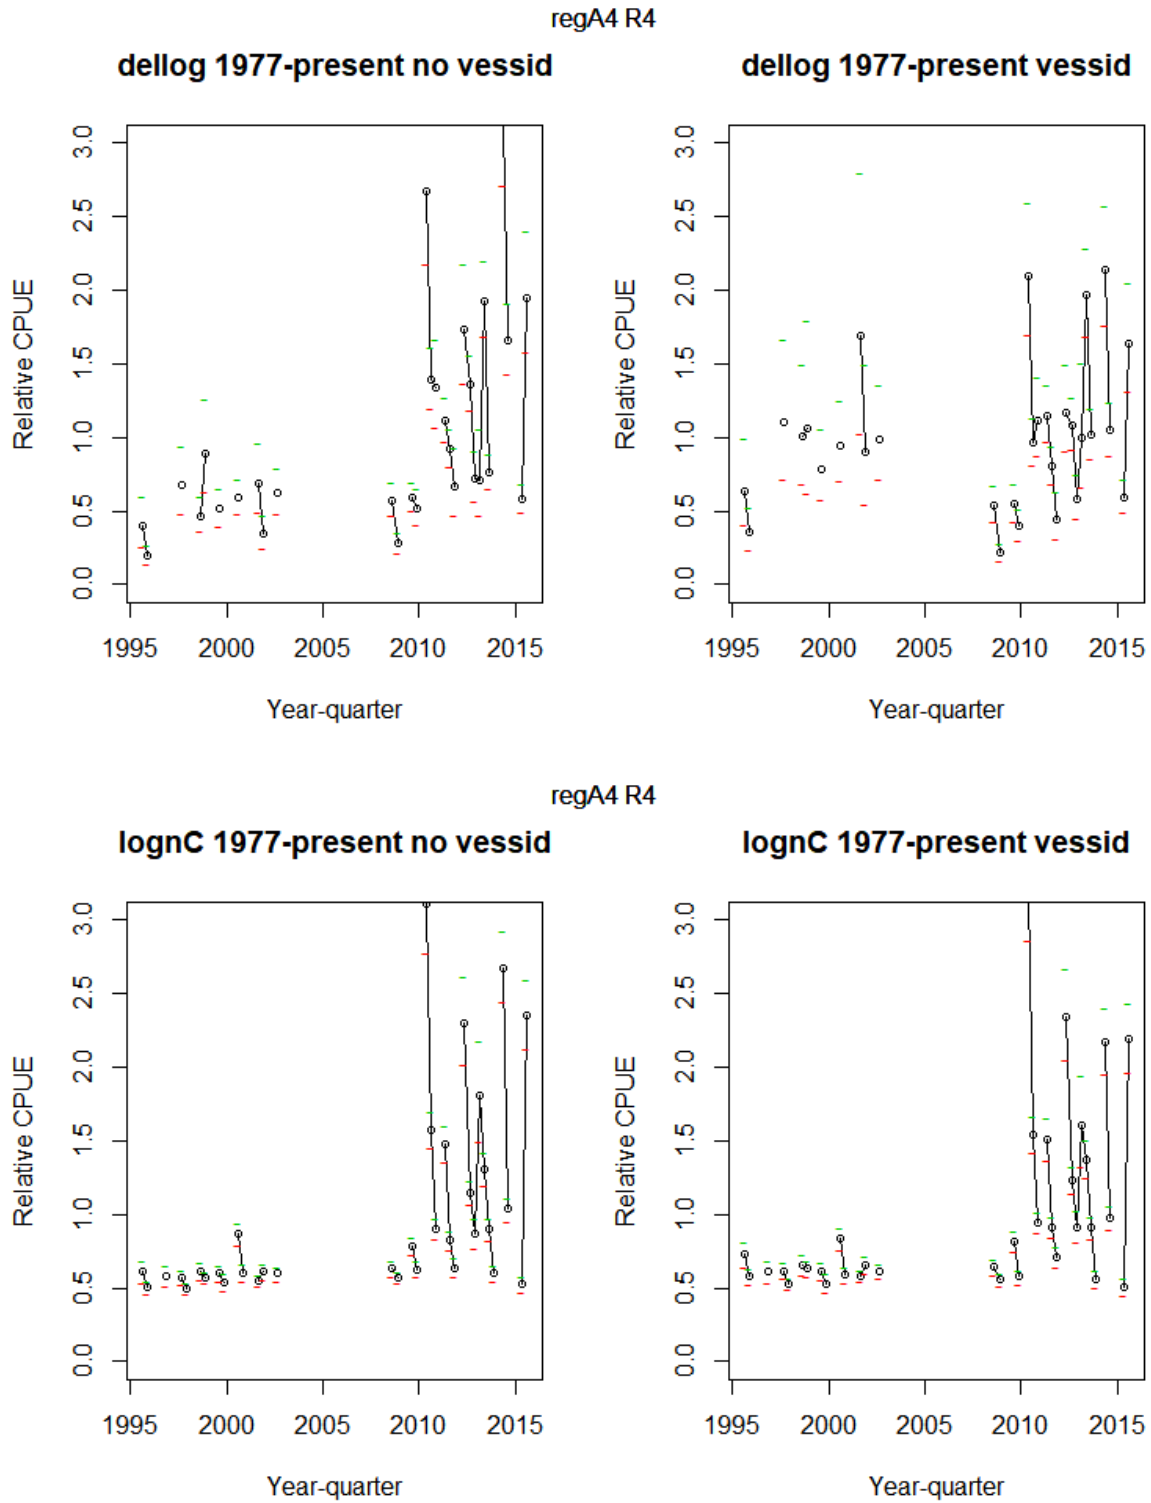 regA4 R4
dellog 1977-present no vessid
dellog 1977-present vessid
Relative CPUE
3.0
2.5
2.0
1.5
1.0
0.5
0.0
1995 2000 2005 2010 2015
Year-quarter
Relative CPUE
3.0
2.5
2.0
1.5
1.0
0.5
0.0
1995 2000 2005 2010 2015
Year-quarter
regA4 R4
lognC 1977-present no vessid
lognC 1977-present vessid
Relative CPUE
3.0
2.5
2.0
1.5
1.0
0.5
0.0
1995 2000 2005 2010 2015
Year-quarter
Relative CPUE
3.0
2.5
2.0
1.5
1.0
0.5
0.0
1995 2000 2005 2010 2015
Year-quarter